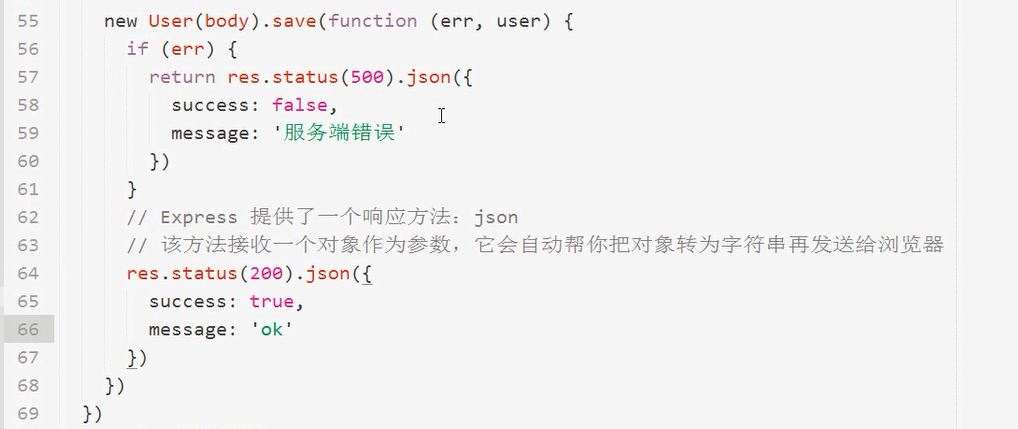 55 new User(body).save(function (err, user) {
56 if (err) {
57 return res.status(500).json({
58 success: false,
59 message: '服务端错误'
60 })
61 }
62 // Express 提供了一个响应方法：json
63 // 该方法接收一个对象作为参数，它会自动帮你把对象转为字符串再发送给浏览器
64 res.status(200).json({
65 success: true,
66 message: 'ok'
67 })
68 })
69 })